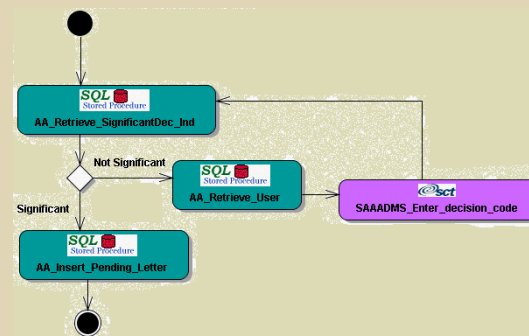 SQL
Stored Procedure
AA_Retrieve_SignificantDec_Ind
Not Significant
SQL
Stored Procedure
AA_Retrieve_User
sct
SAAADMS_Enter_decision_code
Significant
SQL
Stored Procedure
AA_Insert_Pending_Letter